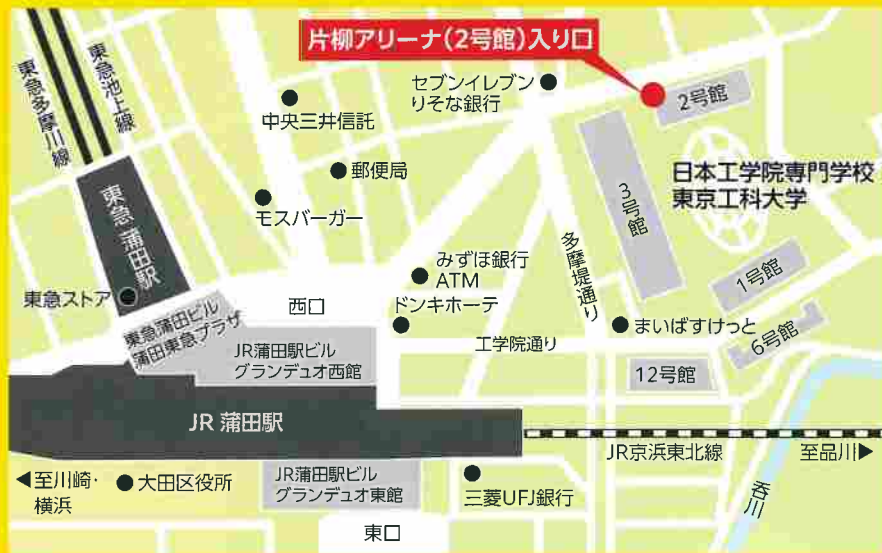 片柳アリーナ(2号館)入り口
東急多摩川線
東急池上線
セブンイレブン
りそな銀行
2号館
中央三井信託
郵便局
モスバーガー
3号館
日本工学院専門学校
東京工科大学
東急 蒲田駅
東急ストア
西口
みずほ銀行
ATM
ドンキホーテ
多摩堤通り
1号館
東急蒲田ビル
蒲田東急プラザ
JR蒲田駅ビル
グランデュオ西館
工学院通り
まいばすけっと
6号館
12号館
JR 蒲田駅
JR京浜東北線
至品川▶
◀至川崎・
横浜
大田区役所
JR蒲田駅ビル
グランデュオ東館
三菱UFJ銀行
呑川
東口